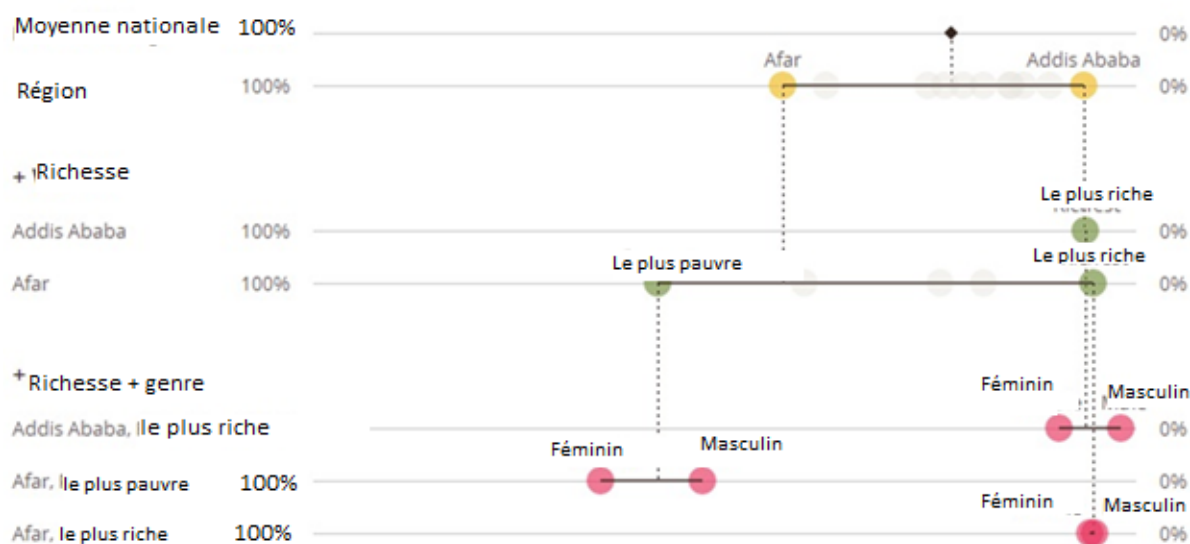 Moyenne nationale 100% 0%
Afar Addis Ababa
Région 100% 0%
+ Richesse
Le plus riche
Addis Ababa 100% 0%
Le plus pauvre Le plus riche
Afar 100% 0%
+ Richesse + genre
Féminin Masculin
Addis Ababa, le plus riche 0%
Féminin Masculin
Afar, le plus pauvre 100% 0%
Féminin Masculin
Afar, le plus riche 100% 0%